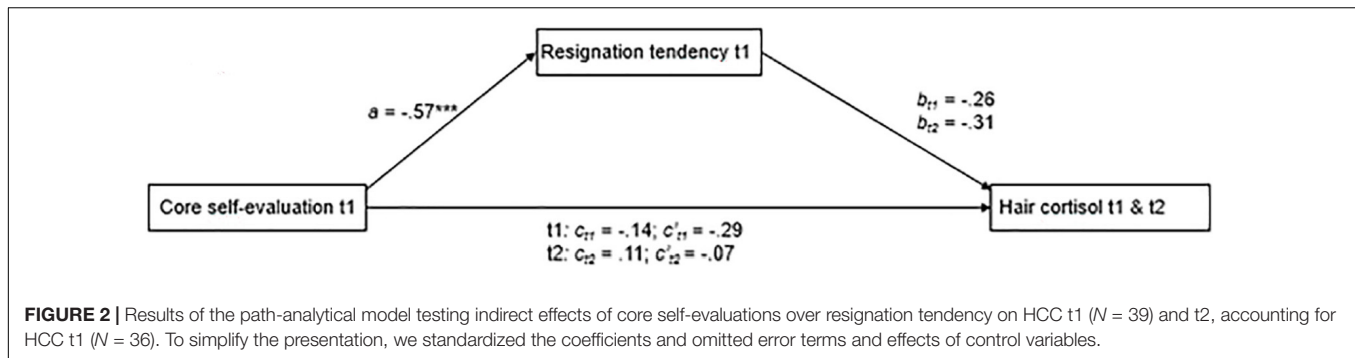 Resignation tendency t1
a = -.57***
b_t1 = -.26
b_t2 = -.31
Core self-evaluation t1
Hair cortisol t1 & t2
t1: c_t1 = -.14; c'_t1 = -.29
t2: c_t2 = .11; c'_t2 = -.07
FIGURE 2 | Results of the path-analytical model testing indirect effects of core self-evaluations over resignation tendency on HCC t1 (N = 39) and t2, accounting for
HCC t1 (N = 36). To simplify the presentation, we standardized the coefficients and omitted error terms and effects of control variables.